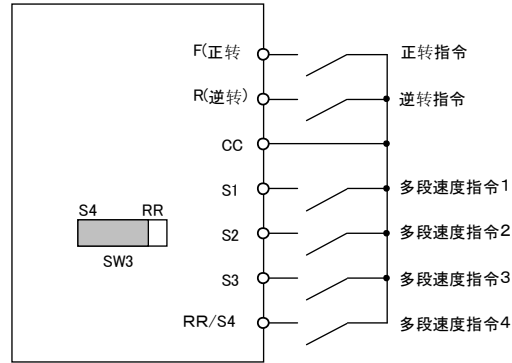 F(正转 正转指令
R(逆转) 逆转指令
CC
S1 多段速度指令1
S4 RR
S2 多段速度指令2
SW3
S3 多段速度指令3
RR/S4 多段速度指令4